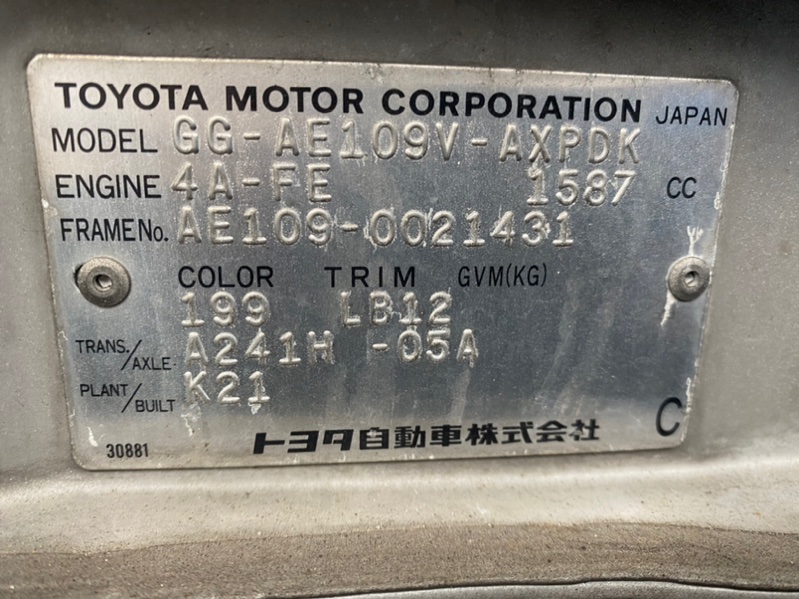 TOYOTA MOTOR CORPORATION JAPAN
MODEL GG-AE109V-AXPDK
ENGINE 4A-FE 1587 CC
FRAME No. AE109-0021431
COLOR TRIM GVM(KG)
199 LB12
TRANS./AXLE. A241H -05A
PLANT/BUILT K21
30881 トヨタ自動車株式会社 C